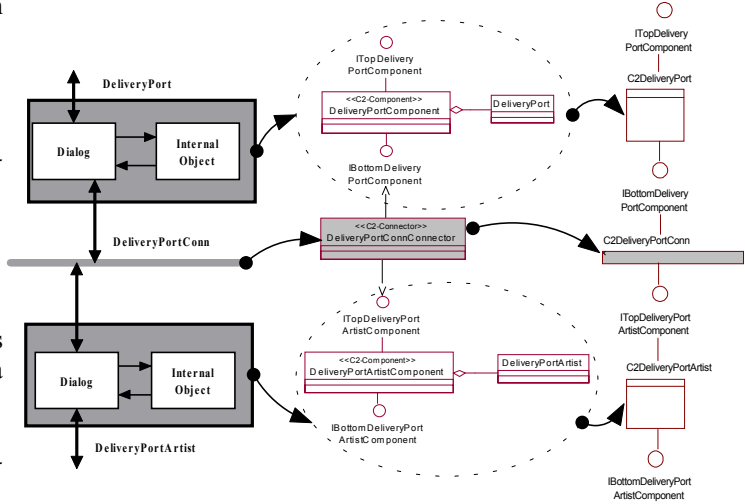 DeliveryPort
Dialog
Internal
Object
DeliveryPortConn
Dialog
Internal
Object
DeliveryPortArtist
ITopDelivery
PortComponent
<<C2-Component>>
DeliveryPortComponent
DeliveryPort
IBottomDelivery
PortComponent
<<C2-Connector>>
DeliveryPortConnConnector
ITopDeliveryPort
ArtistComponent
<<C2-Component>>
DeliveryPortArtistComponent
DeliveryPortArtist
IBottomDeliveryPort
ArtistComponent
ITopDelivery
PortComponent
C2DeliveryPort
IBottomDelivery
PortComponent
C2DeliveryPortConn
ITopDeliveryPort
ArtistComponent
C2DeliveryPortArtist
IBottomDeliveryPort
ArtistComponent